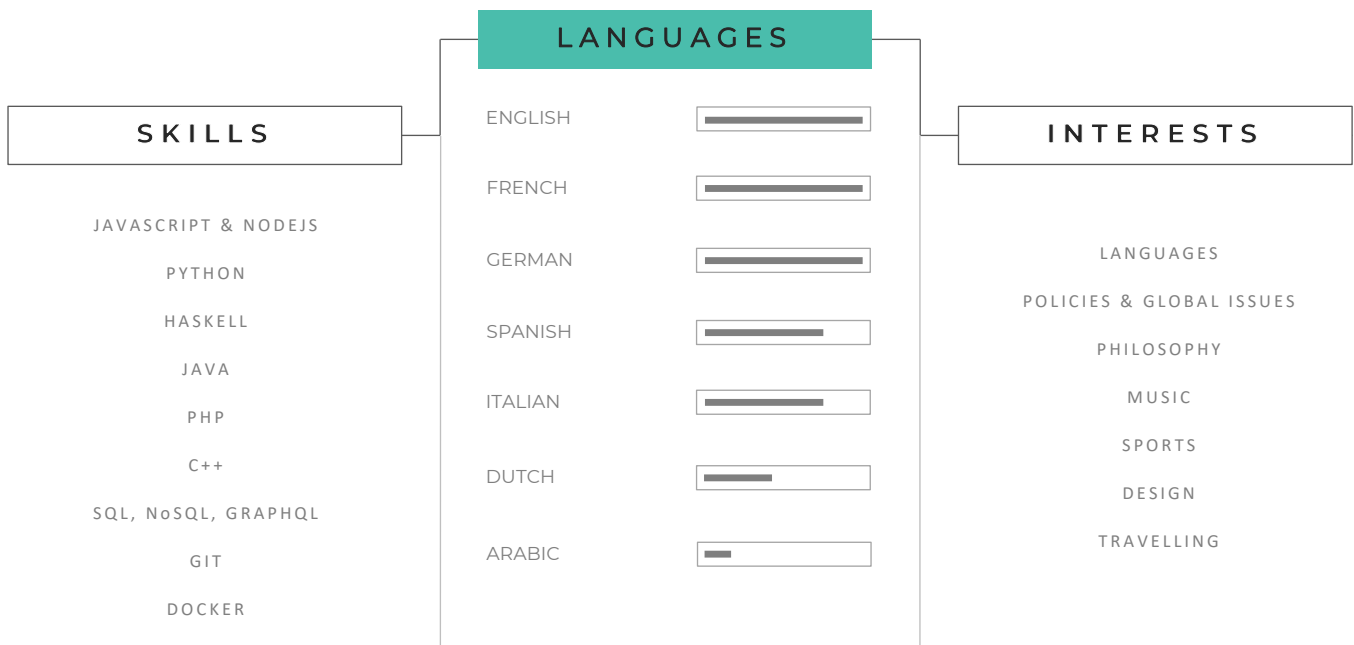 LANGUAGES
SKILLS
JAVASCRIPT & NODEJS
PYTHON
HASKELL
JAVA
PHP
C++
SQL, NoSQL, GRAPHQL
GIT
DOCKER
ENGLISH
FRENCH
GERMAN
SPANISH
ITALIAN
DUTCH
ARABIC
INTERESTS
LANGUAGES
POLICIES & GLOBAL ISSUES
PHILOSOPHY
MUSIC
SPORTS
DESIGN
TRAVELLING